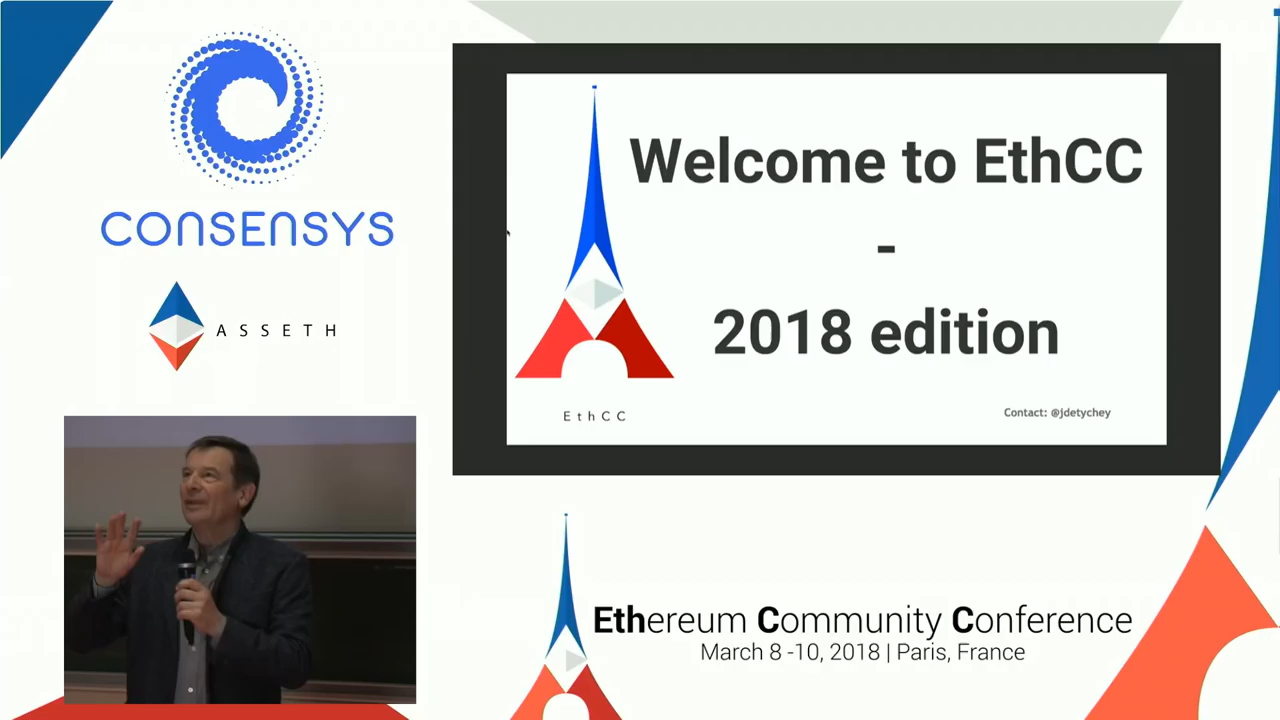 CONSENSYS
ASSETH
Welcome to EthCC
-
2018 edition
EthCC
Contact: @jdetychey
Ethereum Community Conference
March 8 -10, 2018 | Paris, France